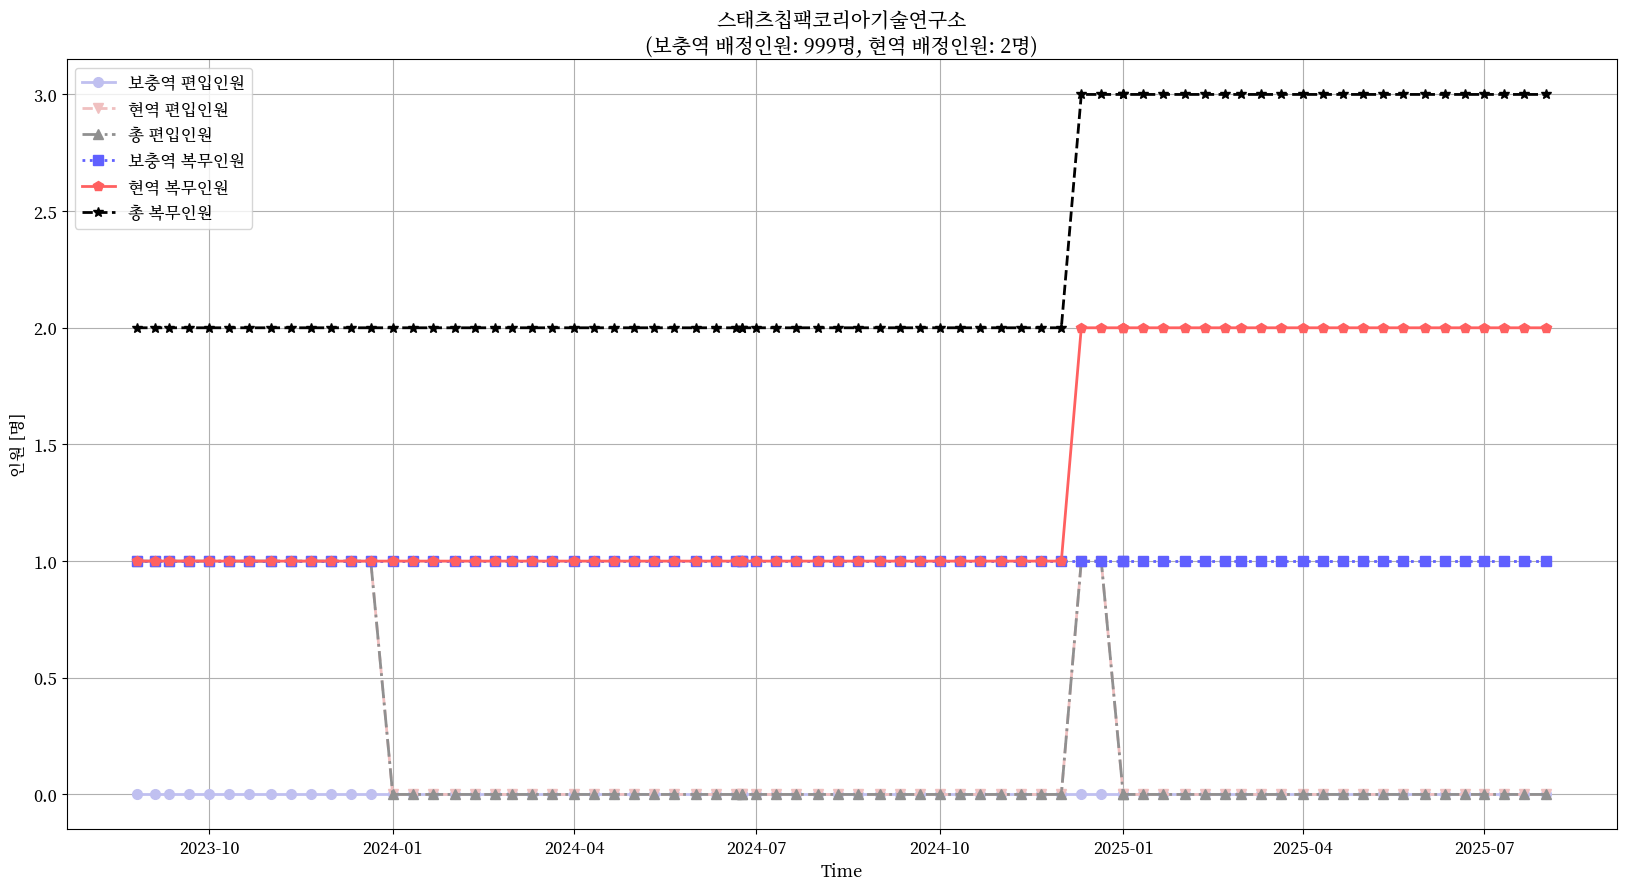 스태츠칩팩코리아기술연구소
(보충역 배정인원: 999명, 현역 배정인원: 2명)
보충역 편입인원
현역 편입인원
총 편입인원
보충역 복무인원
현역 복무인원
총 복무인원
인원 [명]
3.0
2.5
2.0
1.5
1.0
0.5
0.0
2023-10
2024-01
2024-04
2024-07
2024-10
2025-01
2025-04
2025-07
Time